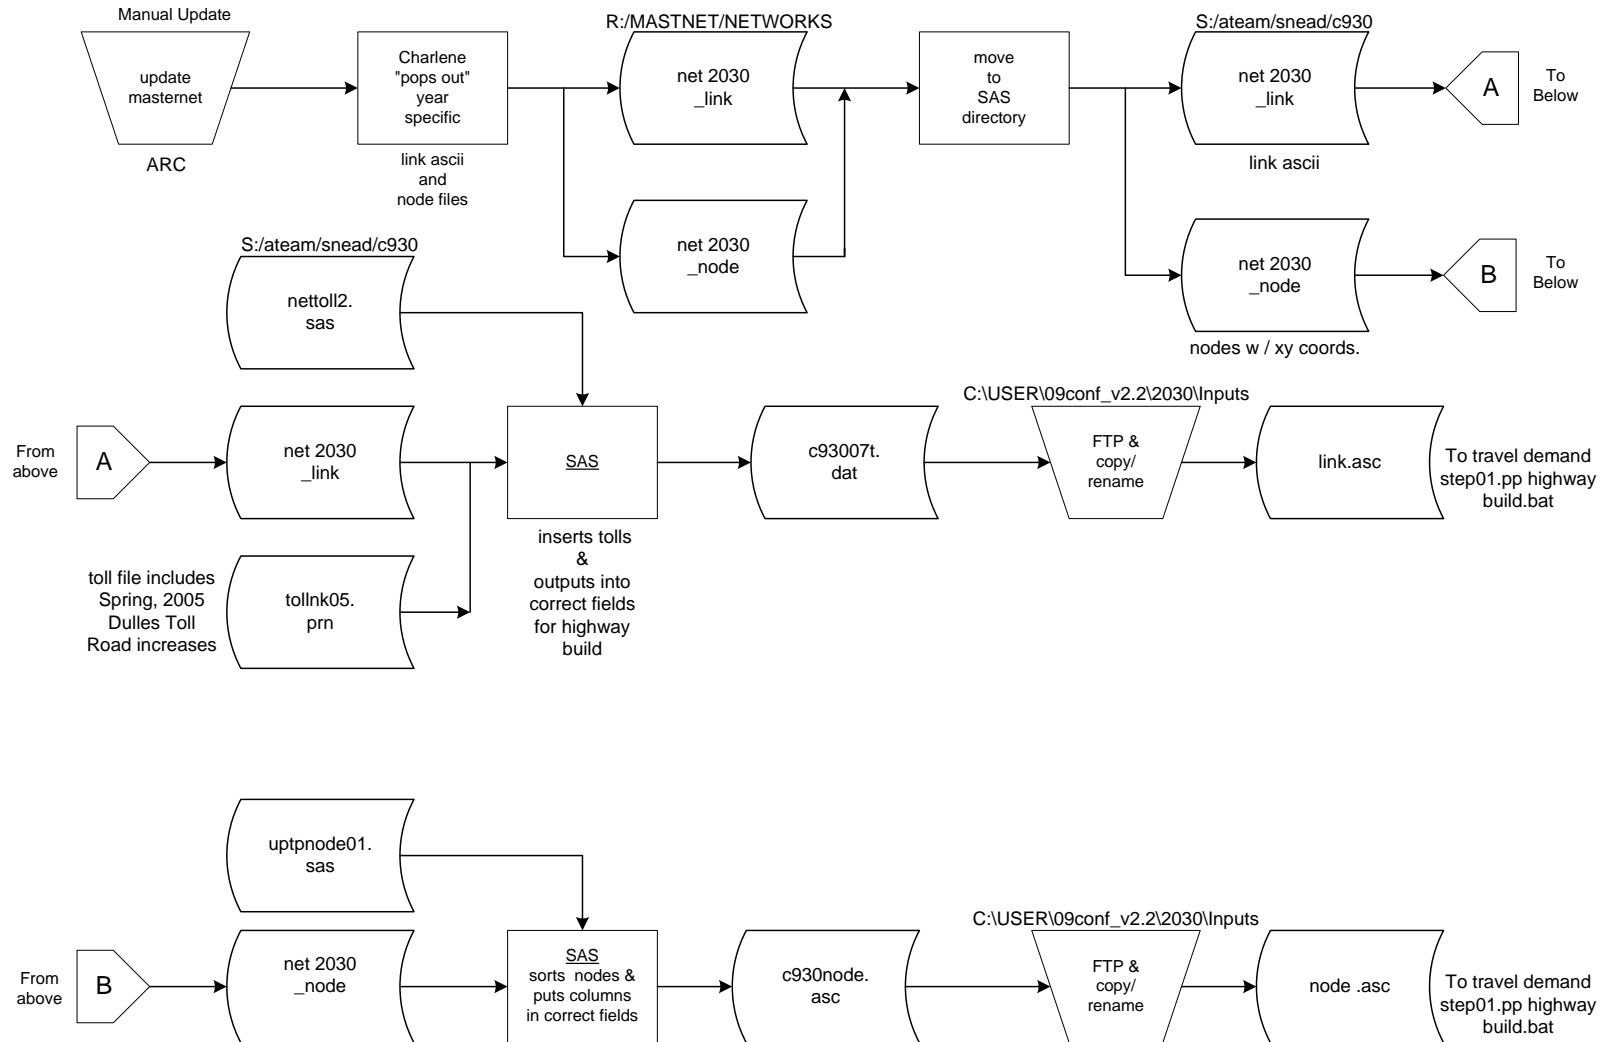 Manual Update
update
masternet
ARC
Charlene
"pops out"
year
specific
link ascii
and
node files
R:/MASTNET/NETWORKS
net 2030
_link
net 2030
_node
move
to
SAS
directory
S:/ateam/snead/c930
net 2030
_link
link ascii
A
To
Below
net 2030
_node
nodes w / xy coords.
B
To
Below
S:/ateam/snead/c930
nettoll2.
sas
From
above
A
net 2030
_link
toll file includes
Spring, 2005
Dulles Toll
Road increases
tollnk05.
prn
SAS
inserts tolls
&
outputs into
correct fields
for highway
build
c93007t.
dat
C:\USER\09conf_v2.2\2030\Inputs
FTP &
copy/
rename
link.asc
To travel demand
step01.pp highway
build.bat
uptpnode01.
sas
From
above
B
net 2030
_node
SAS
sorts nodes &
puts columns
in correct fields
c930node.
asc
C:\USER\09conf_v2.2\2030\Inputs
FTP &
copy/
rename
node .asc
To travel demand
step01.pp highway
build.bat